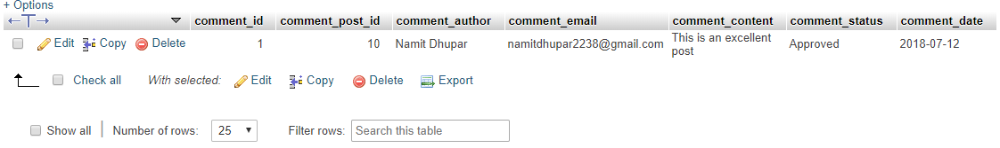 + Options
comment_id comment_post_id comment_author comment_email comment_content comment_status comment_date
Edit Copy Delete 1 10 Namit Dhupar namitdhupar2238@gmail.com This is an excellent post Approved 2018-07-12
Check all With selected: Edit Copy Delete Export
Show all Number of rows: 25 Filter rows: Search this table